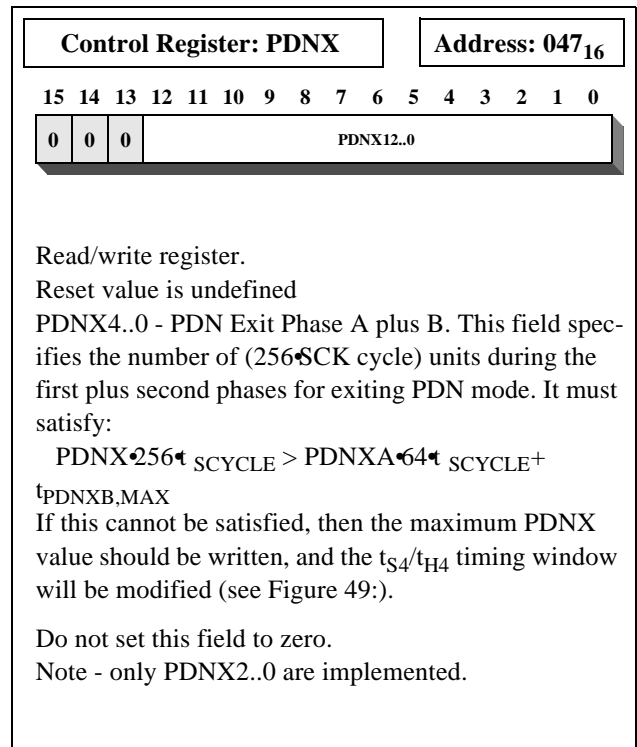 Control Register: PDNX
Address: 047₁₆
15 14 13 12 11 10 9 8 7 6 5 4 3 2 1 0
0 0 0 PDNX12..0
Read/write register.
Reset value is undefined
PDNX4..0 - PDN Exit Phase A plus B. This field spec-
ifies the number of (256•SCK cycle) units during the
first plus second phases for exiting PDN mode. It must
satisfy:
PDNX•256•t SCYCLE > PDNXA•64•t SCYCLE+
tPDNXB,MAX
If this cannot be satisfied, then the maximum PDNX
value should be written, and the tS4/tH4 timing window
will be modified (see Figure 49:).
Do not set this field to zero.
Note - only PDNX2..0 are implemented.